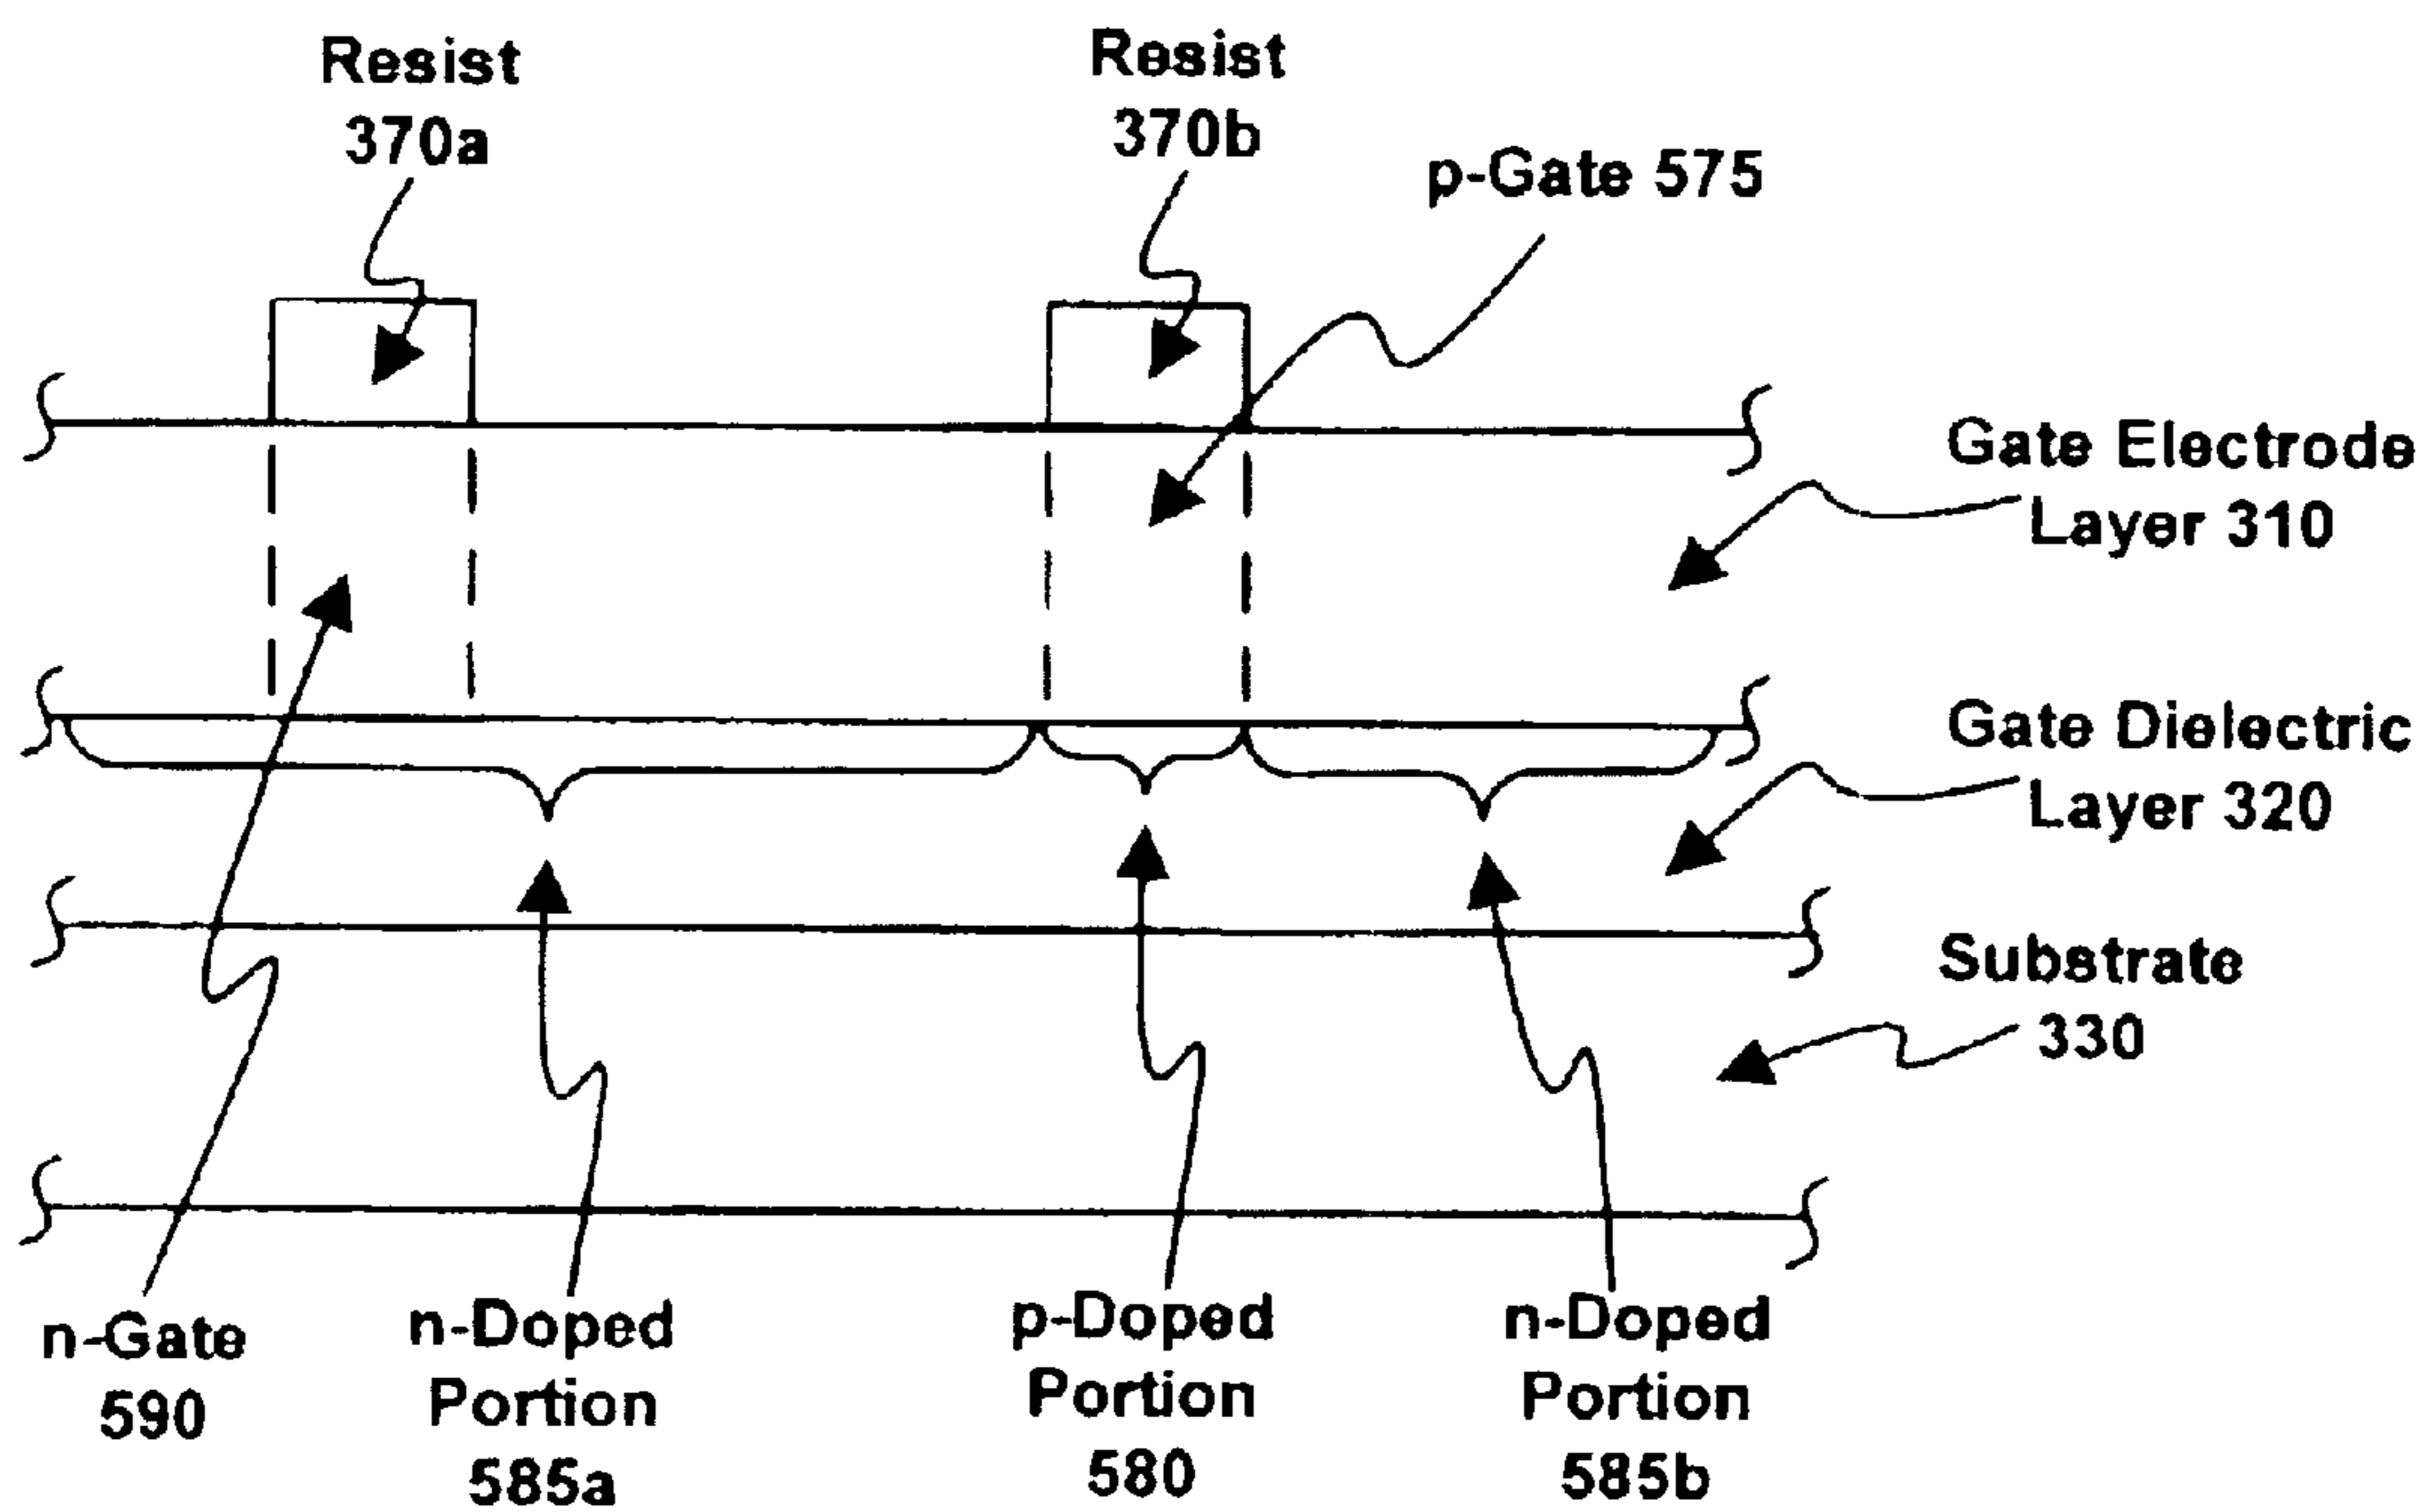 Resist
370a
Resist
370b
p-Gate 575
Gate Electrode
Layer 310
Gate Dielectric
Layer 320
Substrate
330
n-Gate
590
n-Doped
Portion
585a
p-Doped
Portion
580
n-Doped
Portion
585b